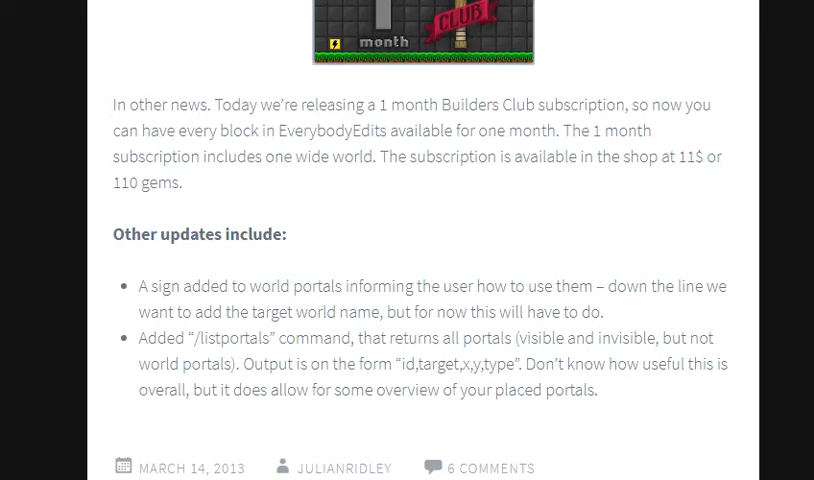 1
CLUB
month
In other news. Today we're releasing a 1 month Builders Club subscription, so now you
can have every block in EverybodyEdits available for one month. The 1 month
subscription includes one wide world. The subscription is available in the shop at 11$ or
110 gems.
Other updates include:
• A sign added to world portals informing the user how to use them – down the line we
want to add the target world name, but for now this will have to do.
• Added “/listportals” command, that returns all portals (visible and invisible, but not
world portals). Output is on the form “id,target,x,y,type”. Don’t know how useful this is
overall, but it does allow for some overview of your placed portals.
MARCH 14, 2013 JULIANRIDLEY 6 COMMENTS